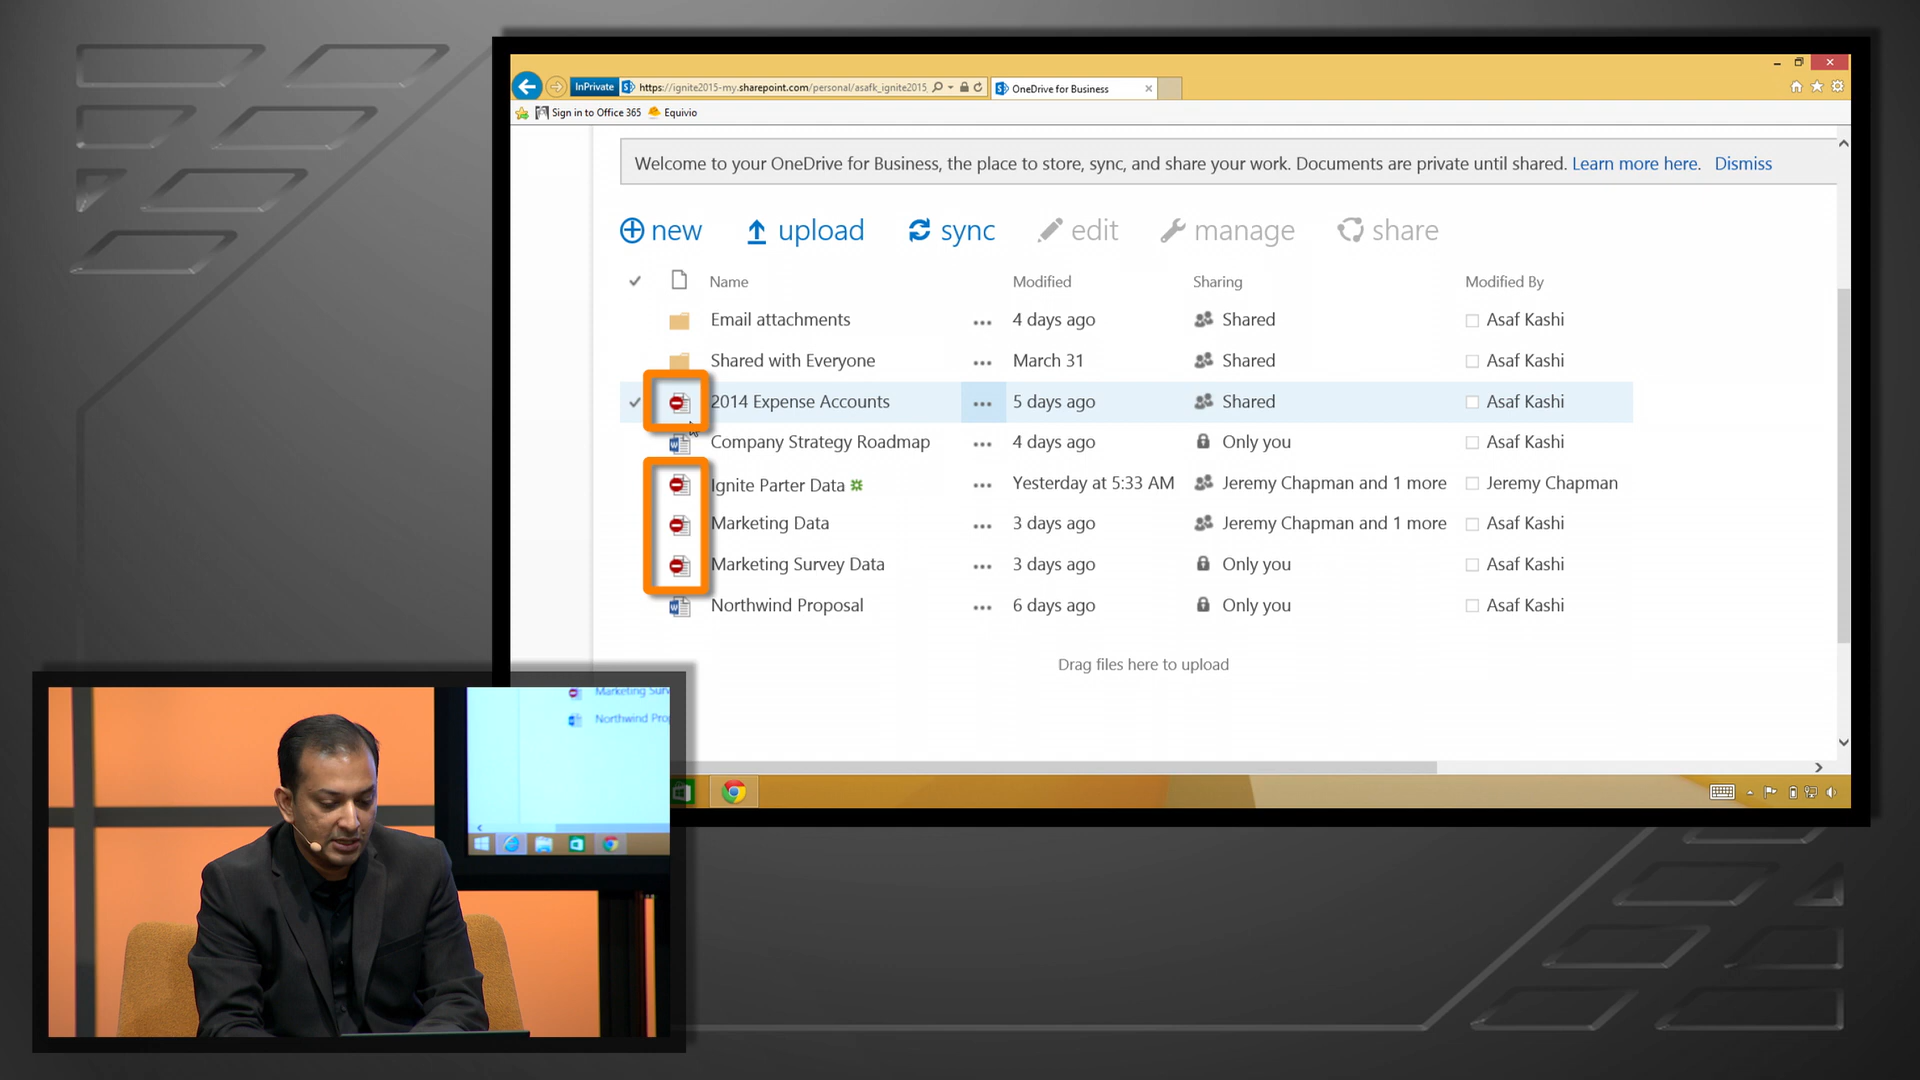 InPrivate https://ignite2015-my.sharepoint.com/personal/asafk_ignite2015_ OneDrive for Business
Sign in to Office 365 Equivio
Welcome to your OneDrive for Business, the place to store, sync, and share your work. Documents are private until shared. Learn more here. Dismiss
new upload sync edit manage share
Name Modified Sharing Modified By
Email attachments ... 4 days ago Shared Asaf Kashi
Shared with Everyone ... March 31 Shared Asaf Kashi
2014 Expense Accounts ... 5 days ago Shared Asaf Kashi
Company Strategy Roadmap ... 4 days ago Only you Asaf Kashi
Ignite Parter Data ... Yesterday at 5:33 AM Jeremy Chapman and 1 more Jeremy Chapman
Marketing Data ... 3 days ago Jeremy Chapman and 1 more Asaf Kashi
Marketing Survey Data ... 3 days ago Only you Asaf Kashi
Northwind Proposal ... 6 days ago Only you Asaf Kashi
Drag files here to upload
Marketing Surv
Northwind Prop